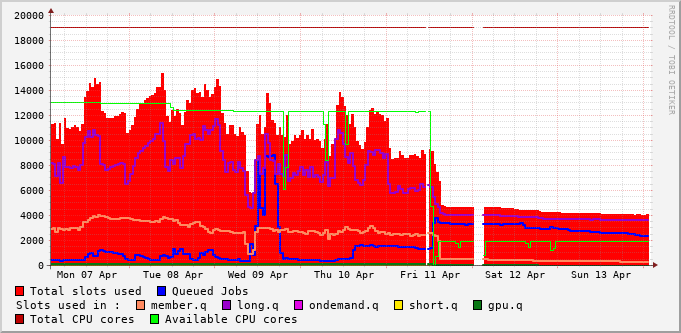 20000
18000
16000
14000
12000
10000
8000
6000
4000
2000
0
Mon 07 Apr Tue 08 Apr Wed 09 Apr Thu 10 Apr Fri 11 Apr Sat 12 Apr Sun 13 Apr
Total slots used Queued Jobs
Slots used in : member.q long.q ondemand.q short.q gpu.q
Total CPU cores Available CPU cores
RRDTOOL / TOBI OETIKER